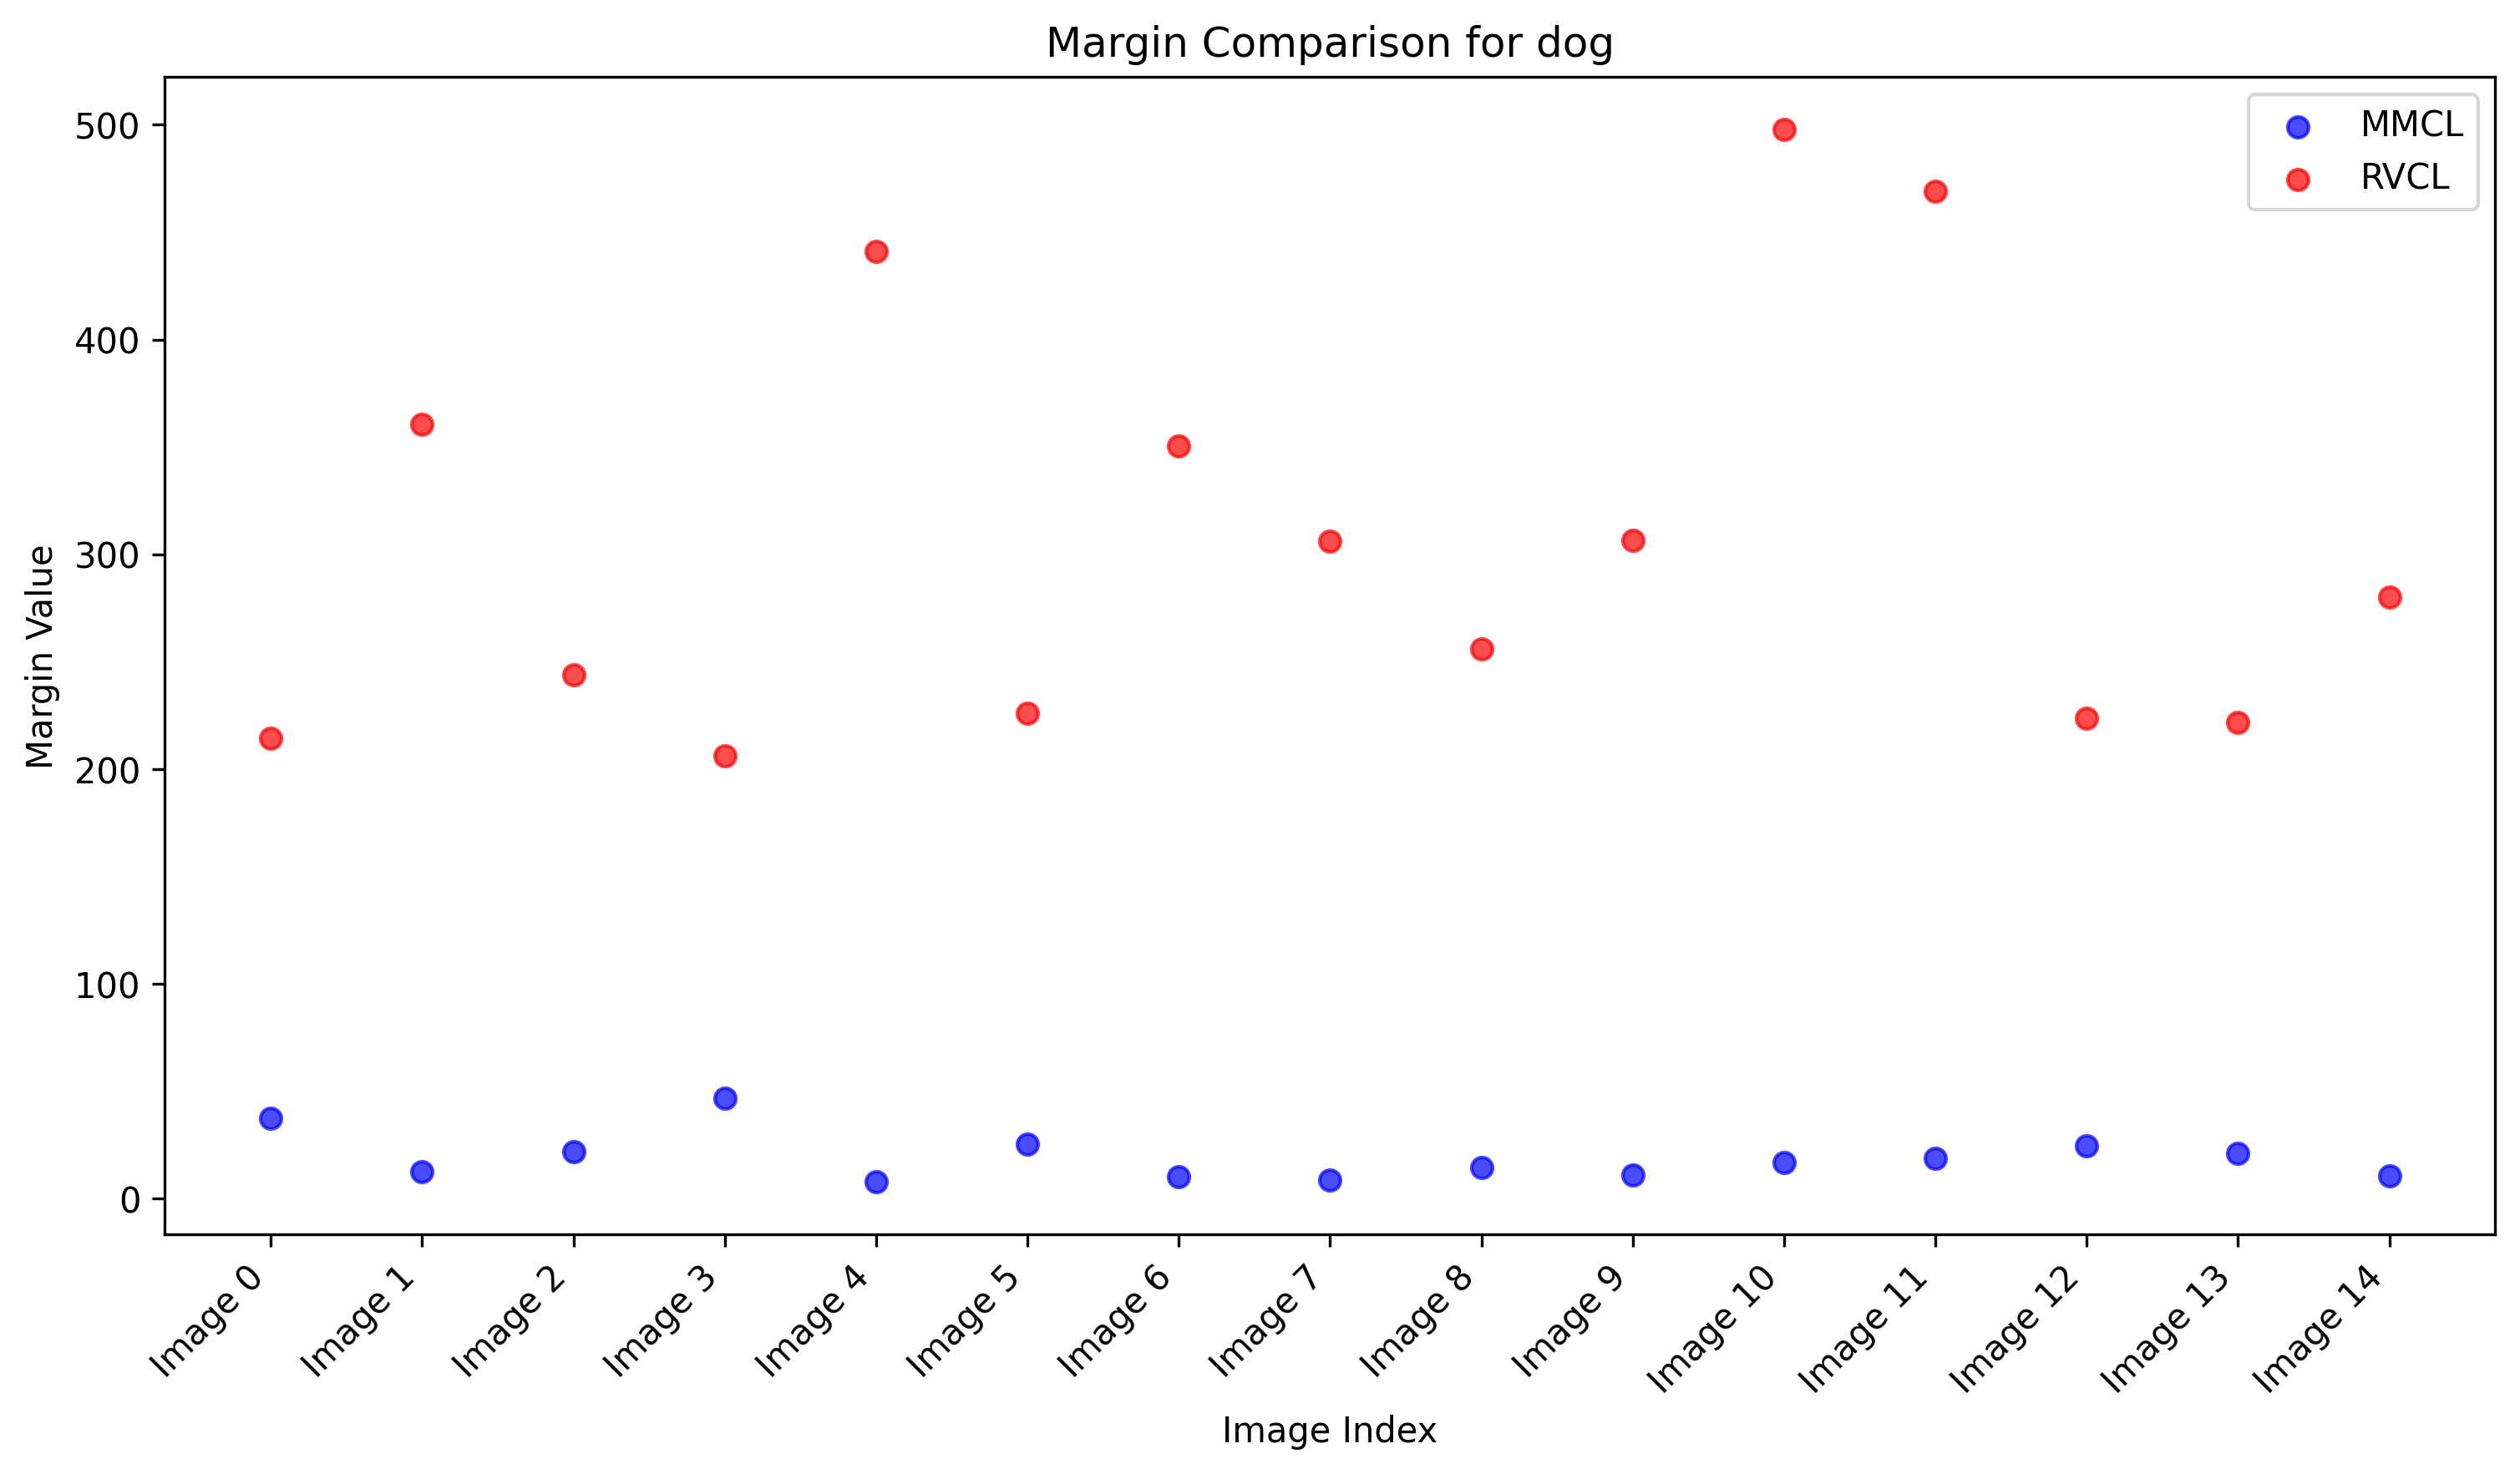 Margin Comparison for dog
MMCL
RVCL
Margin Value
500
400
300
200
100
0
Image 0
Image 1
Image 2
Image 3
Image 4
Image 5
Image 6
Image 7
Image 8
Image 9
Image 10
Image 11
Image 12
Image 13
Image 14
Image Index